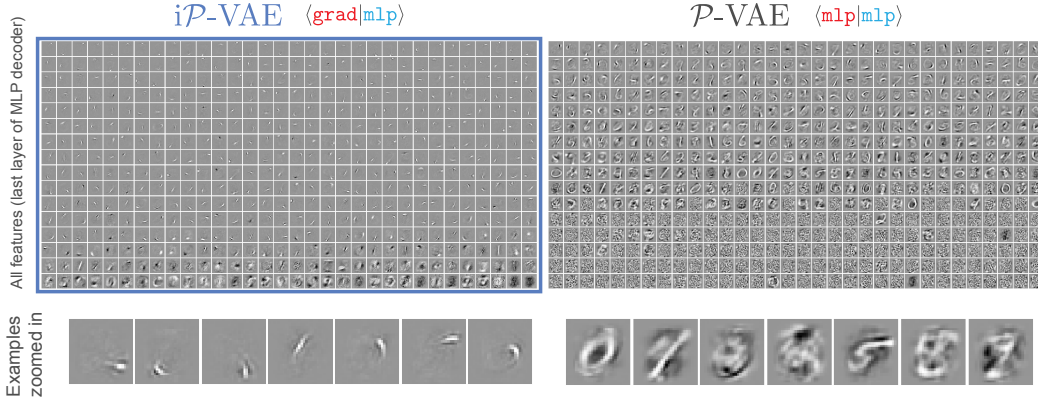 i𝒫-VAE ⟨grad|mlp⟩
𝒫-VAE ⟨mlp|mlp⟩
All features (last layer of MLP decoder)
Examples
zoomed in